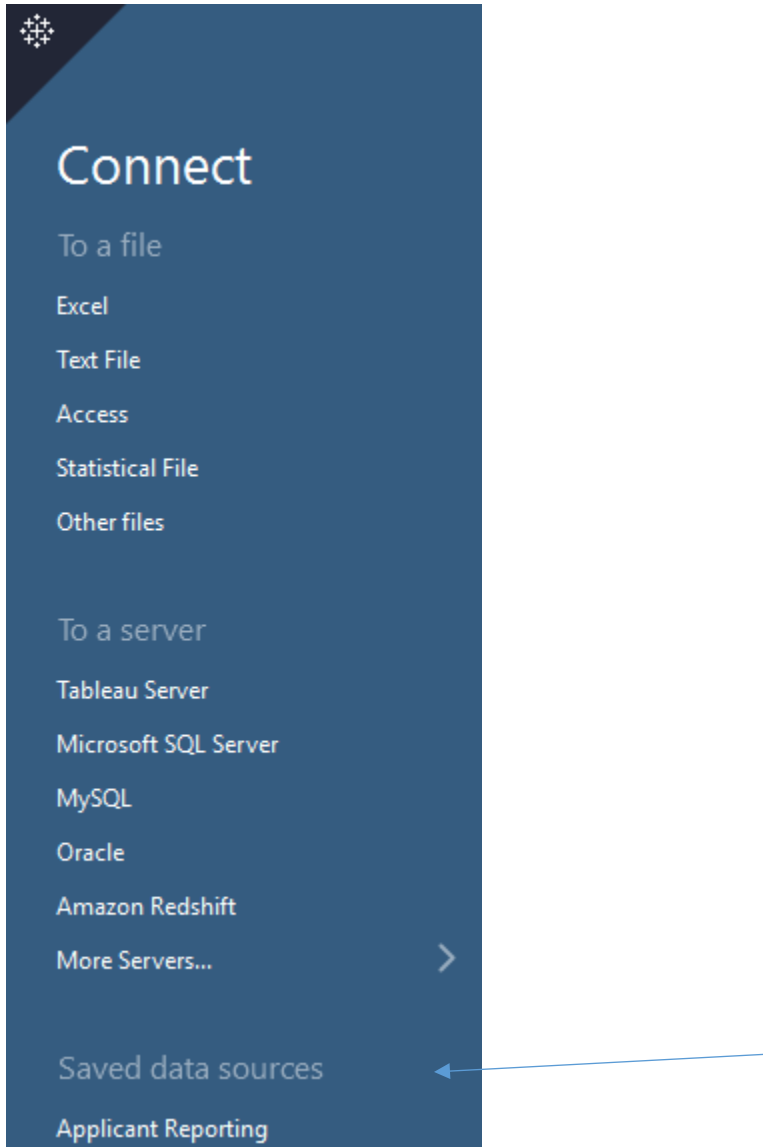 Connect
To a file
Excel
Text File
Access
Statistical File
Other files
To a server
Tableau Server
Microsoft SQL Server
MySQL
Oracle
Amazon Redshift
More Servers...
Saved data sources
Applicant Reporting